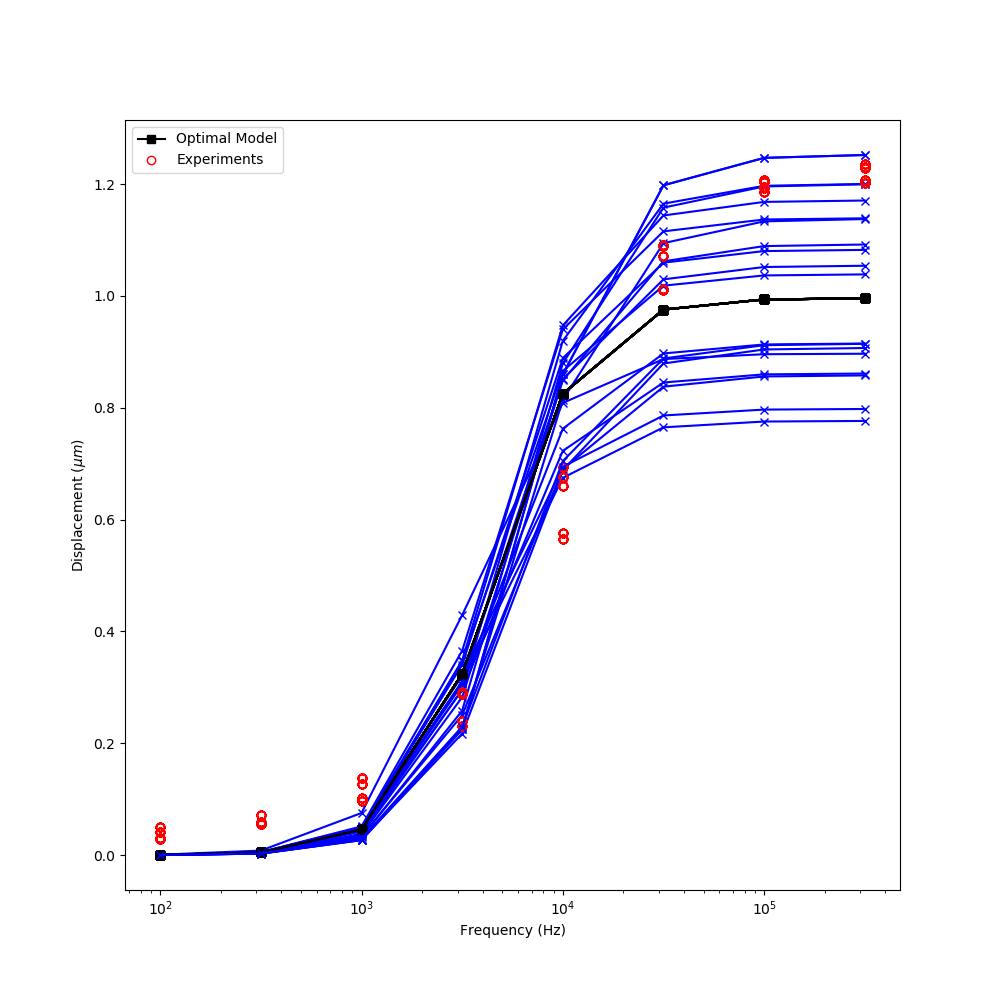 Optimal Model
Experiments
1.2
1.0
0.8
0.6
0.4
0.2
0.0
Displacement (μm)
10² 10³ 10⁴ 10⁵
Frequency (Hz)